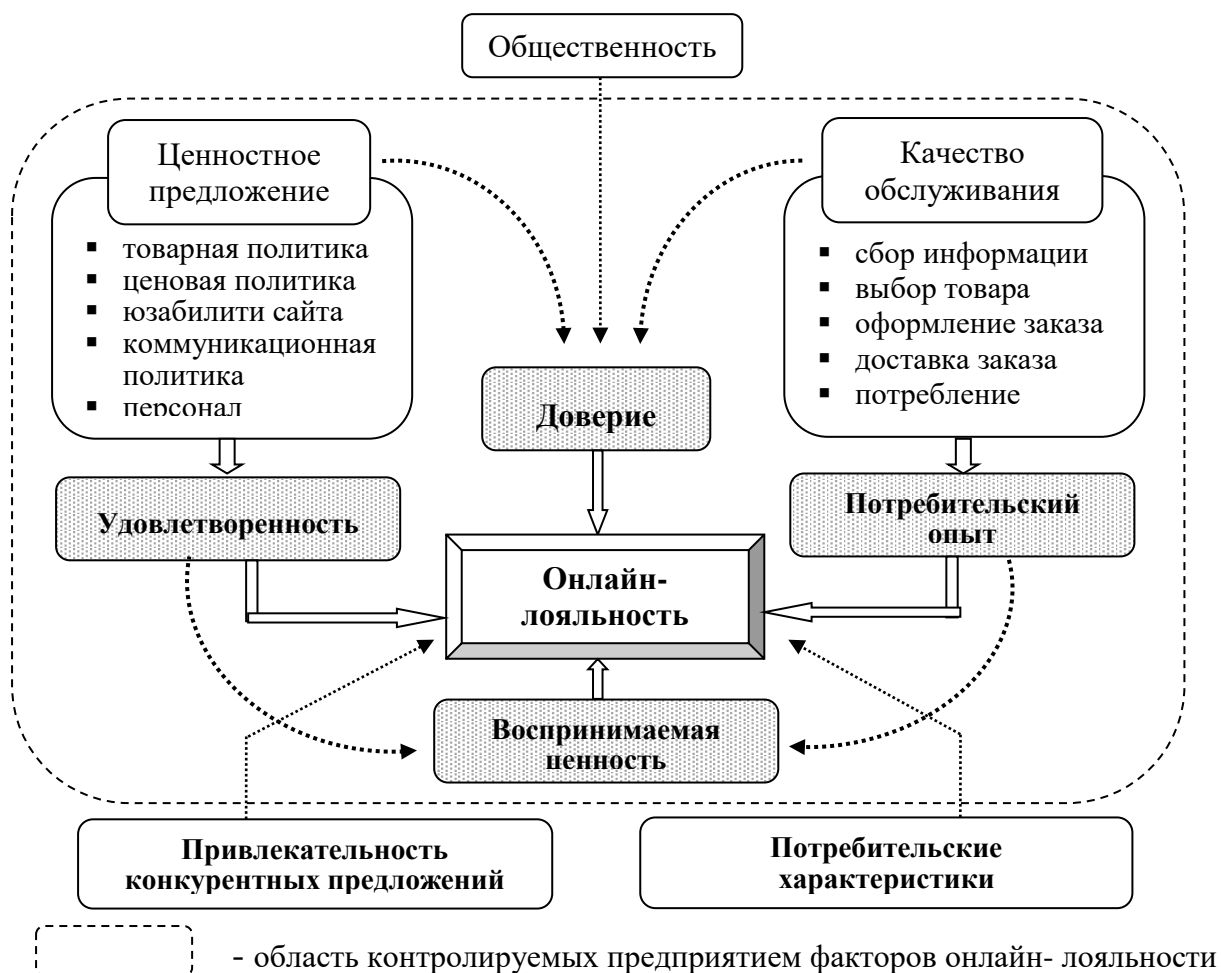 Общественность
Ценностное
предложение
▪ товарная политика
▪ ценовая политика
▪ юзабилити сайта
▪ коммуникационная
политика
▪ персонал
Качество
обслуживания
▪ сбор информации
▪ выбор товара
▪ оформление заказа
▪ доставка заказа
▪ потребление
Доверие
Удовлетворенность
Потребительский
опыт
Онлайн-
лояльность
Воспринимаемая
ценность
Привлекательность
конкурентных предложений
Потребительские
характеристики
- область контролируемых предприятием факторов онлайн- лояльности